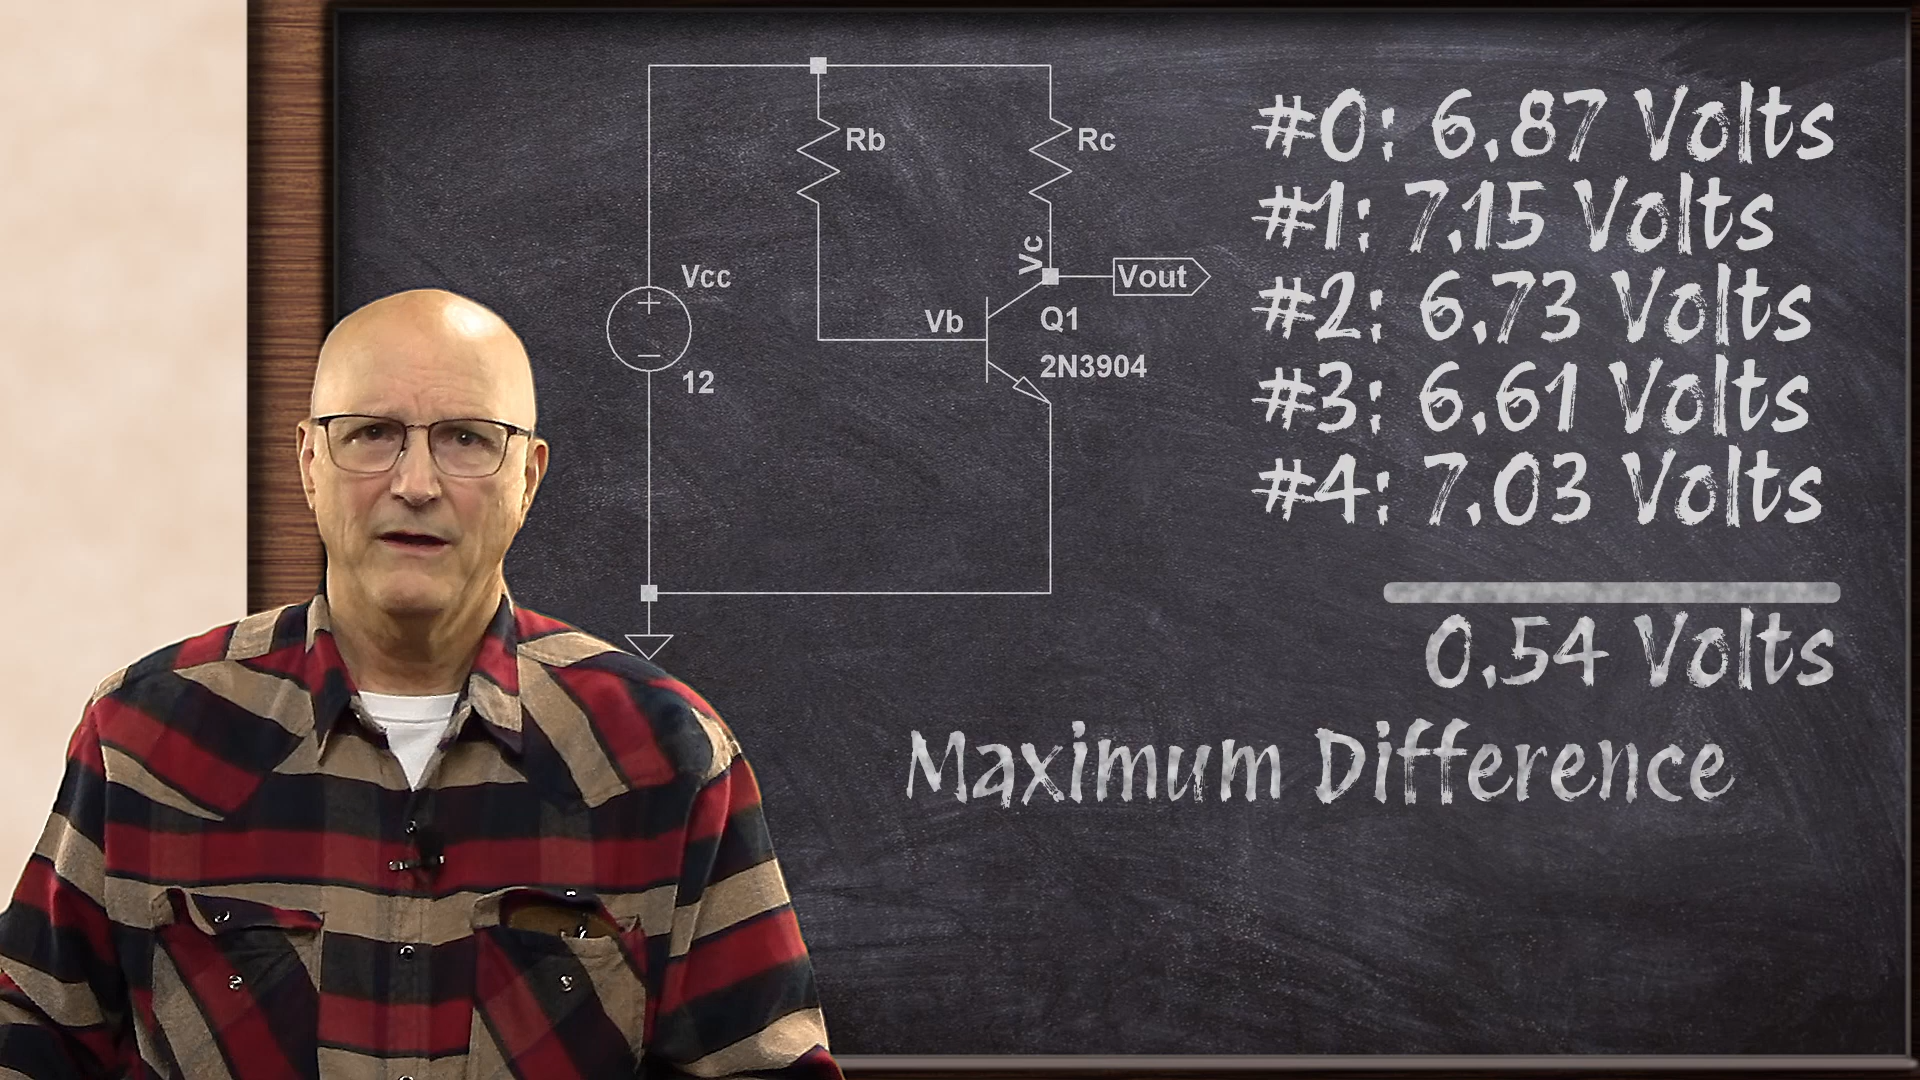 Rb
Rc
Vc
Vout
Vcc
+
−
12
Vb
Q1
2N3904
#0: 6.87 Volts
#1: 7.15 Volts
#2: 6.73 Volts
#3: 6.61 Volts
#4: 7.03 Volts
0.54 Volts
Maximum Difference